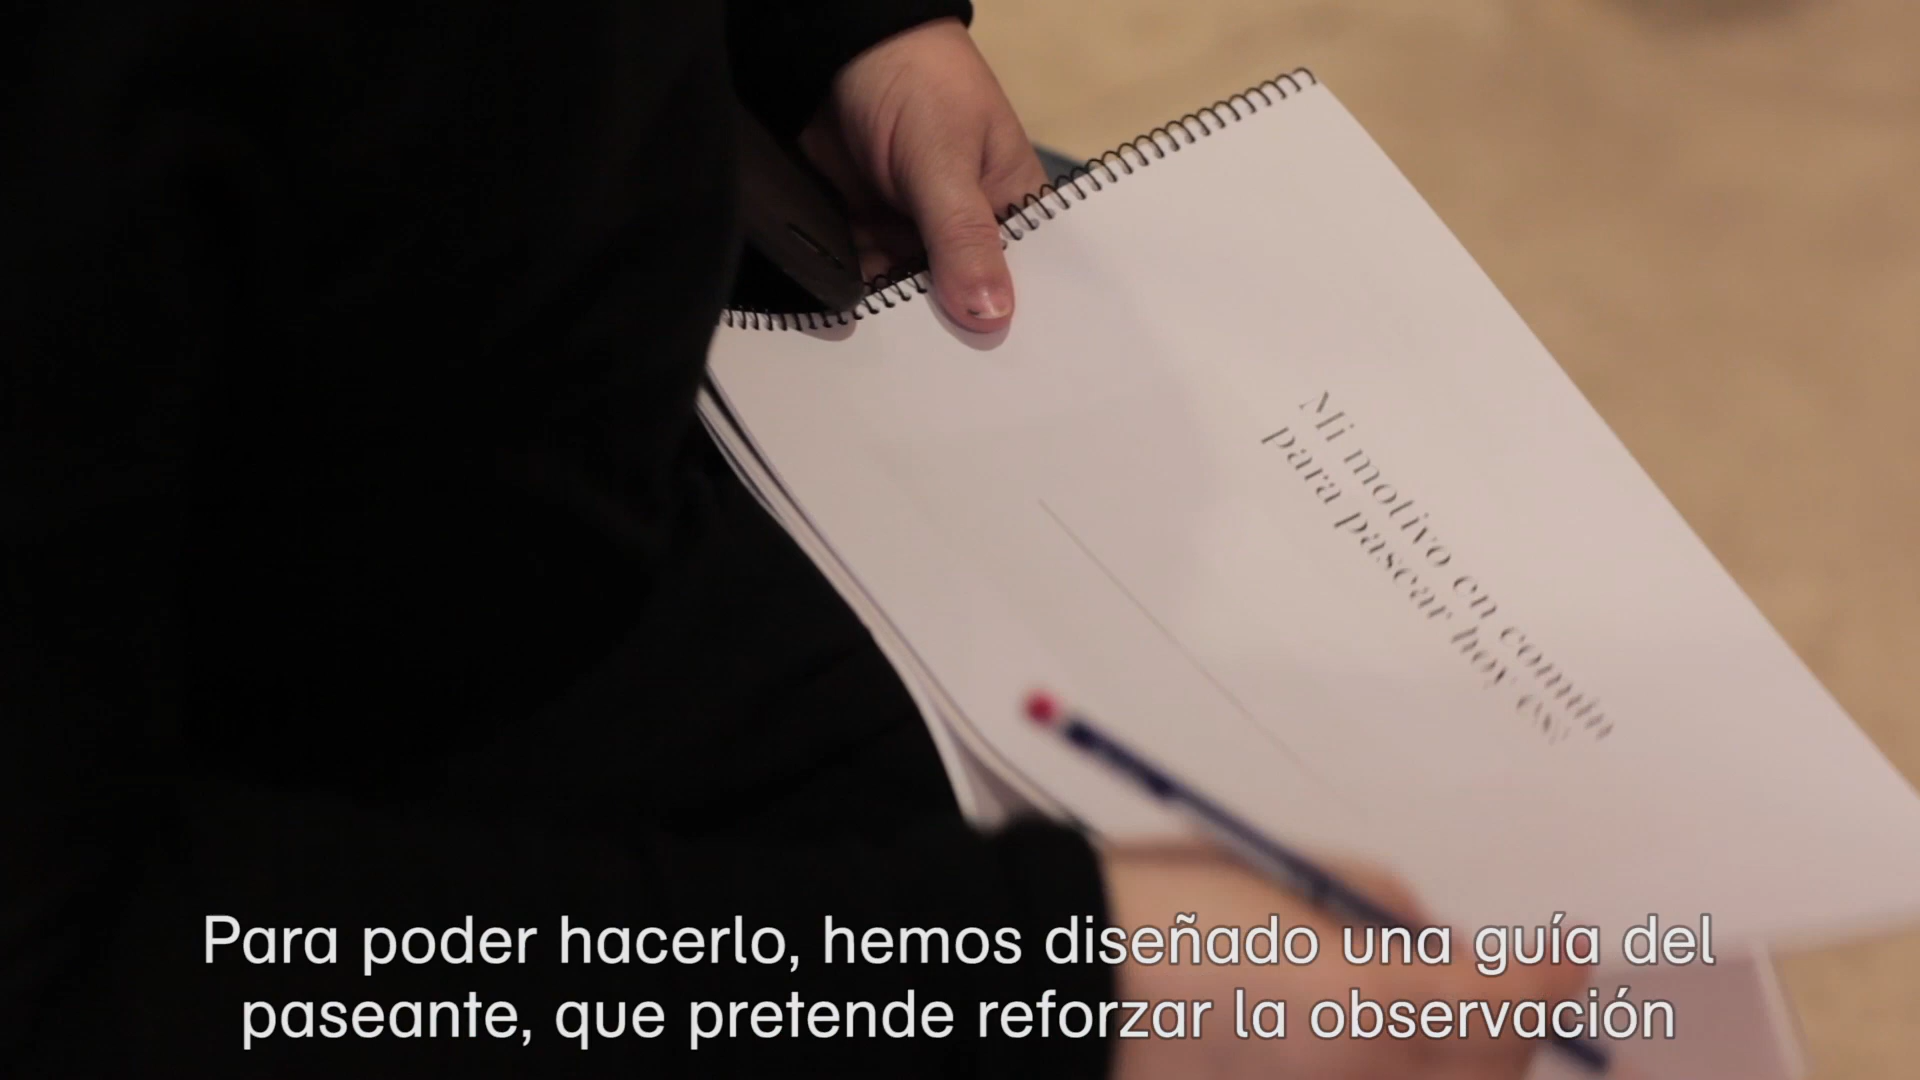 Mi motivo en común
para pasear hoy es:
Para poder hacerlo, hemos diseñado una guía del
paseante, que pretende reforzar la observación